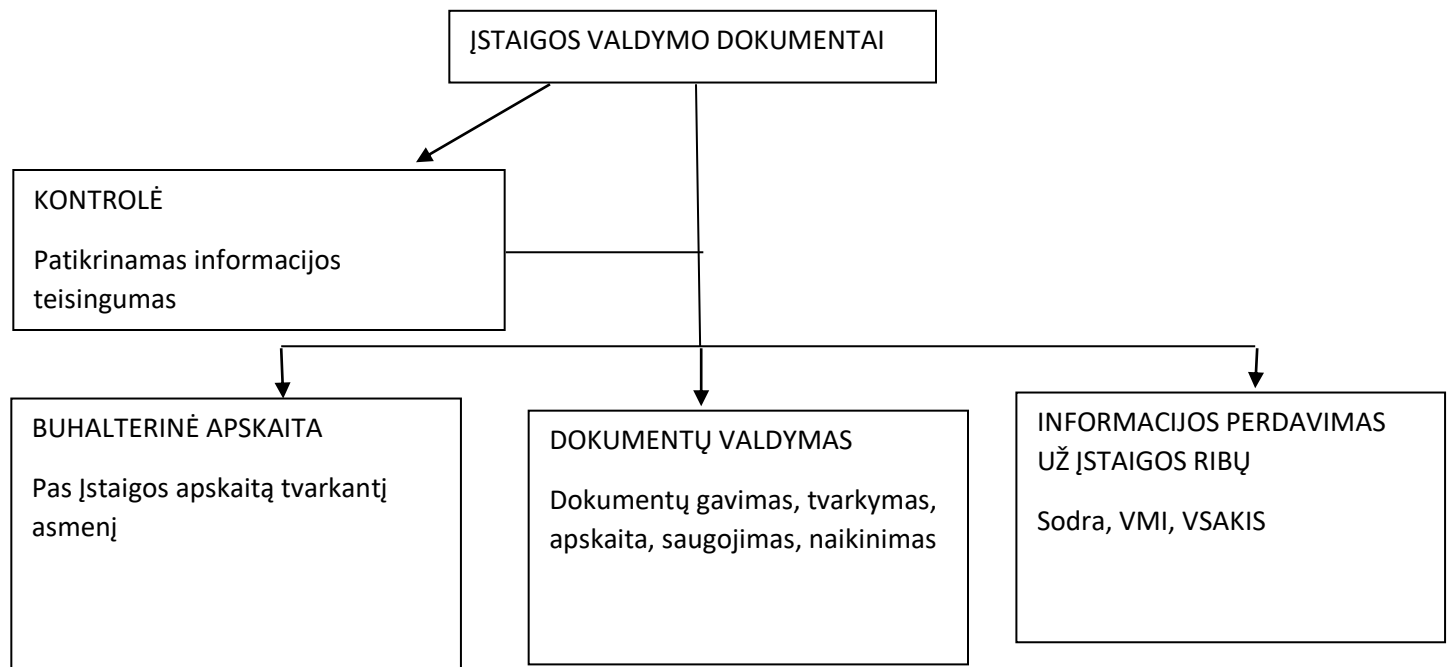 ĮSTAIGOS VALDYMO DOKUMENTAI
KONTROLĖ
Patikrinamas informacijos
teisingumas
BUHALTERINĖ APSKAITA
Pas Įstaigos apskaitą tvarkantį
asmenį
DOKUMENTŲ VALDYMAS
Dokumentų gavimas, tvarkymas,
apskaita, saugojimas, naikinimas
INFORMACIJOS PERDAVIMAS
UŽ ĮSTAIGOS RIBŲ
Sodra, VMI, VSAKIS